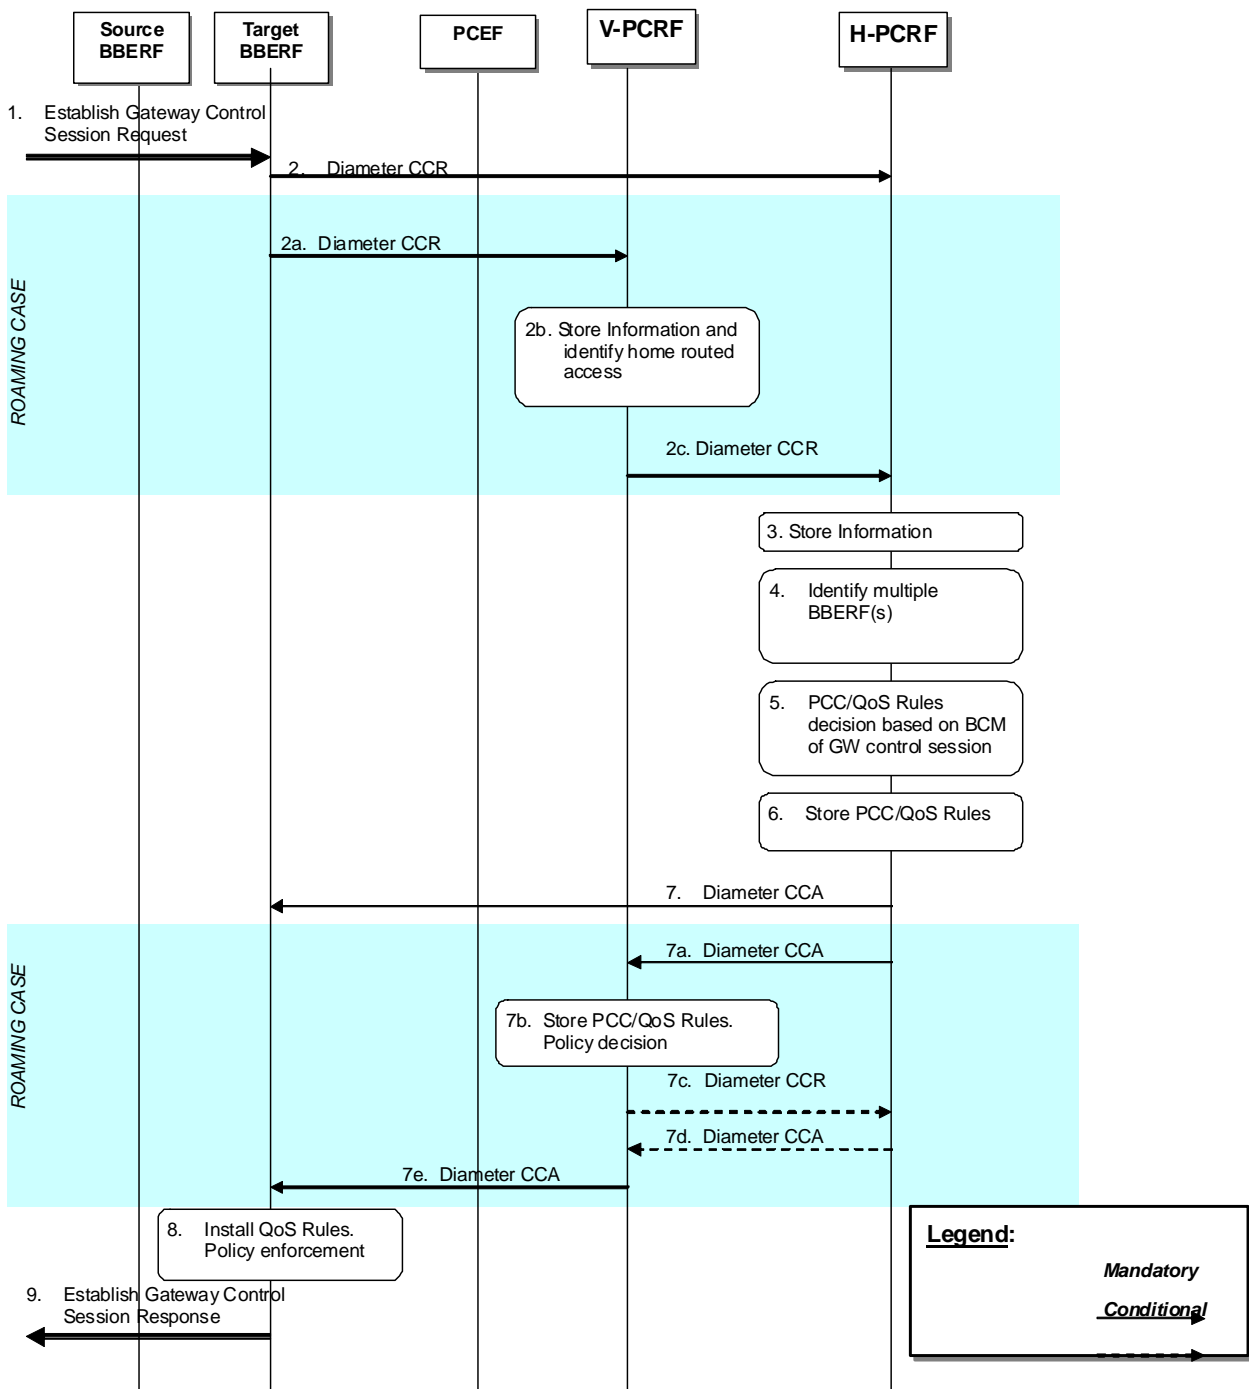 Source
BBERF
Target
BBERF
PCEF
V-PCRF
H-PCRF
1. Establish Gateway Control
Session Request
2. Diameter CCR
ROAMING CASE
2a. Diameter CCR
2b. Store Information and
identify home routed
access
2c. Diameter CCR
3. Store Information
4. Identify multiple
BBERF(s)
5. PCC/QoS Rules
decision based on BCM
of GW control session
6. Store PCC/QoS Rules
7. Diameter CCA
ROAMING CASE
7a. Diameter CCA
7b. Store PCC/QoS Rules.
Policy decision
7c. Diameter CCR
7d. Diameter CCA
7e. Diameter CCA
8. Install QoS Rules.
Policy enforcement
9. Establish Gateway Control
Session Response
Legend:
Mandatory
Conditional